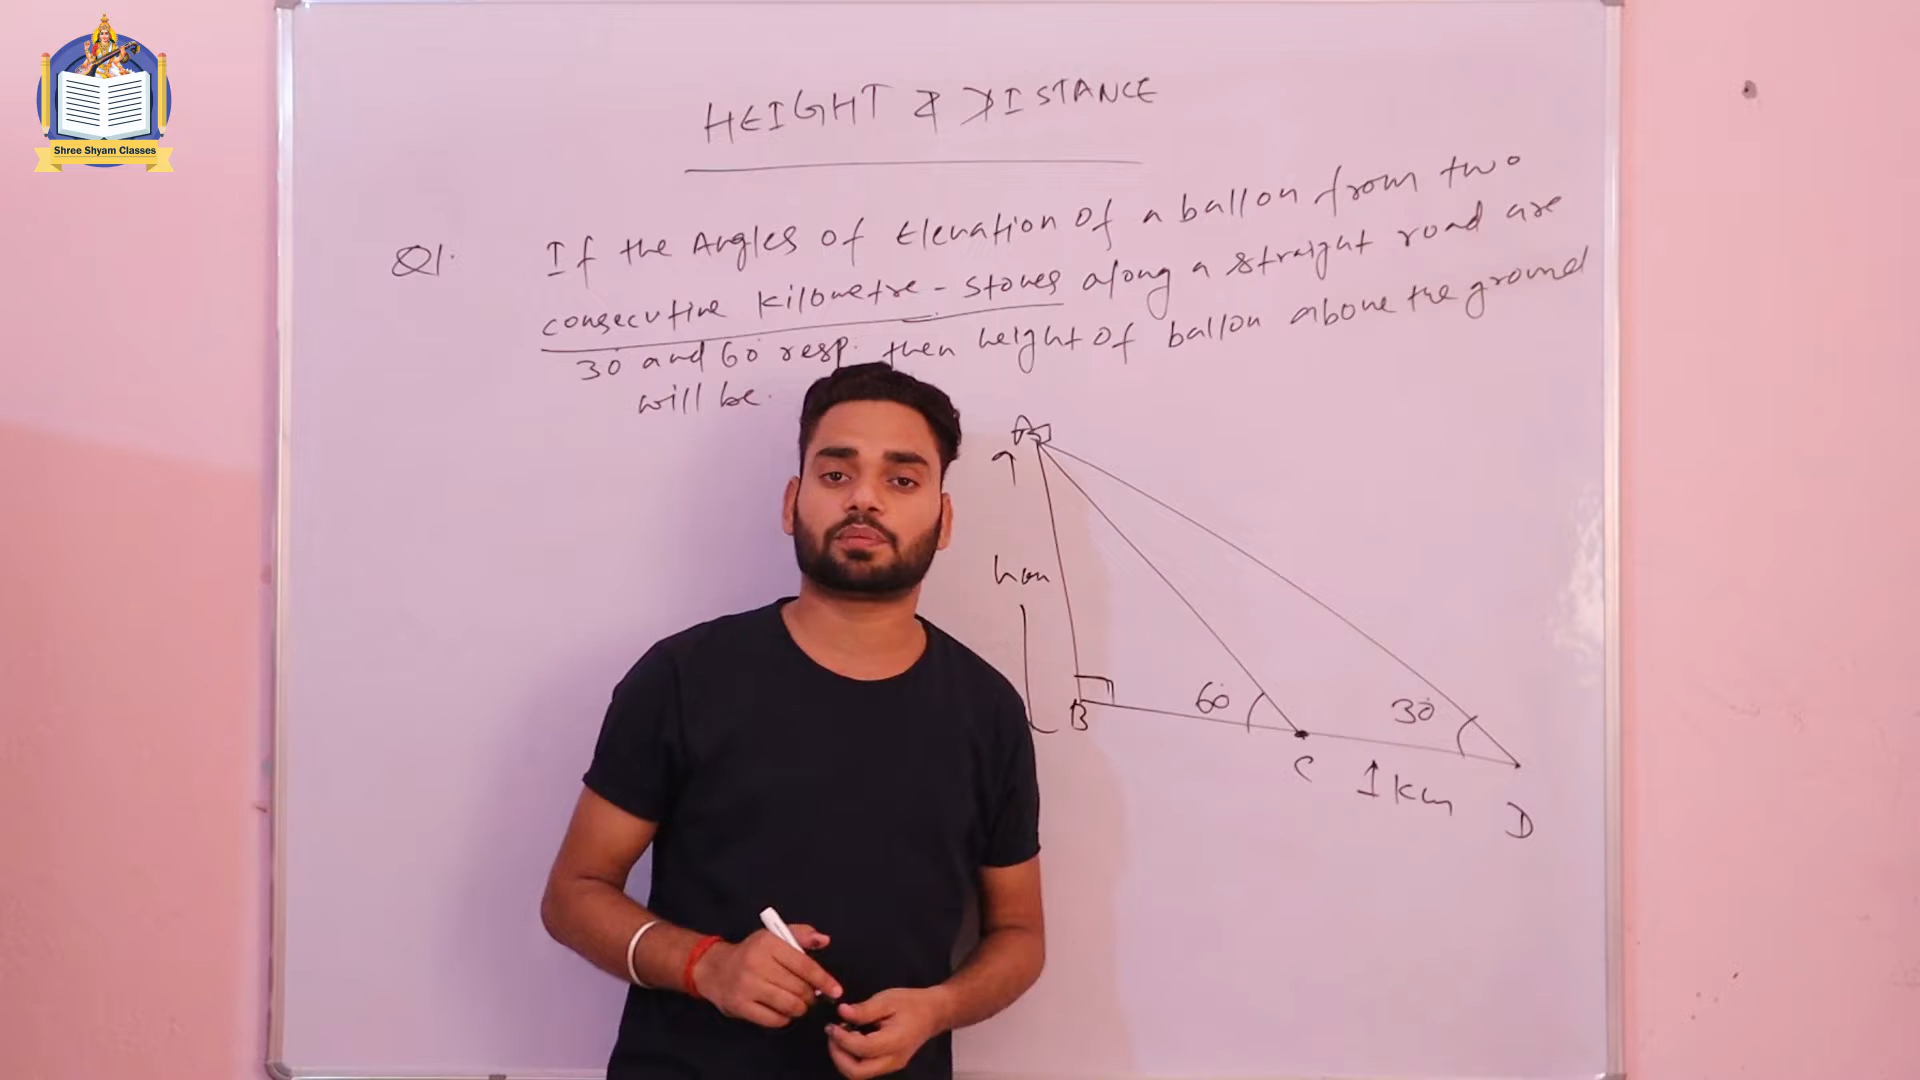 Shree Shyam Classes
HEIGHT & DISTANCE
Q1. If the Angles of Elevation of a ballon from two
consecutive kilometre-stones along a straight road are
30° and 60° resp. then height of ballon above the ground
will be.
A
h
60°
30°
B
C
1 km
D